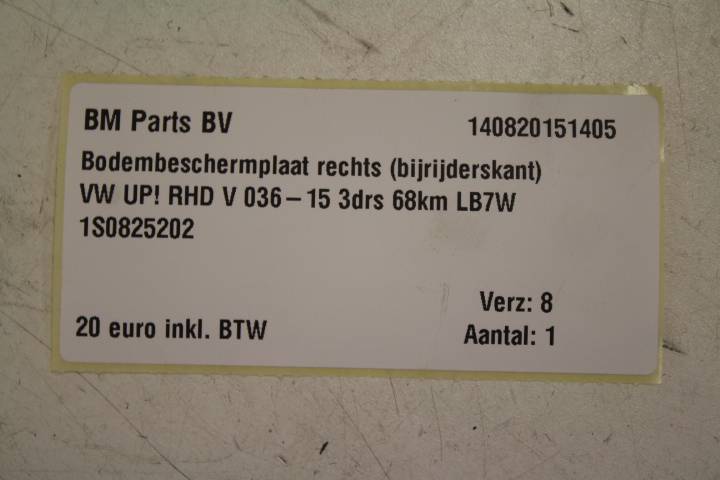 BM Parts BV 140820151405
Bodembeschermplaat rechts (bijrijderskant)
VW UP! RHD V 036 – 15 3drs 68km LB7W
1S0825202
Verz: 8
20 euro inkl. BTW Aantal: 1